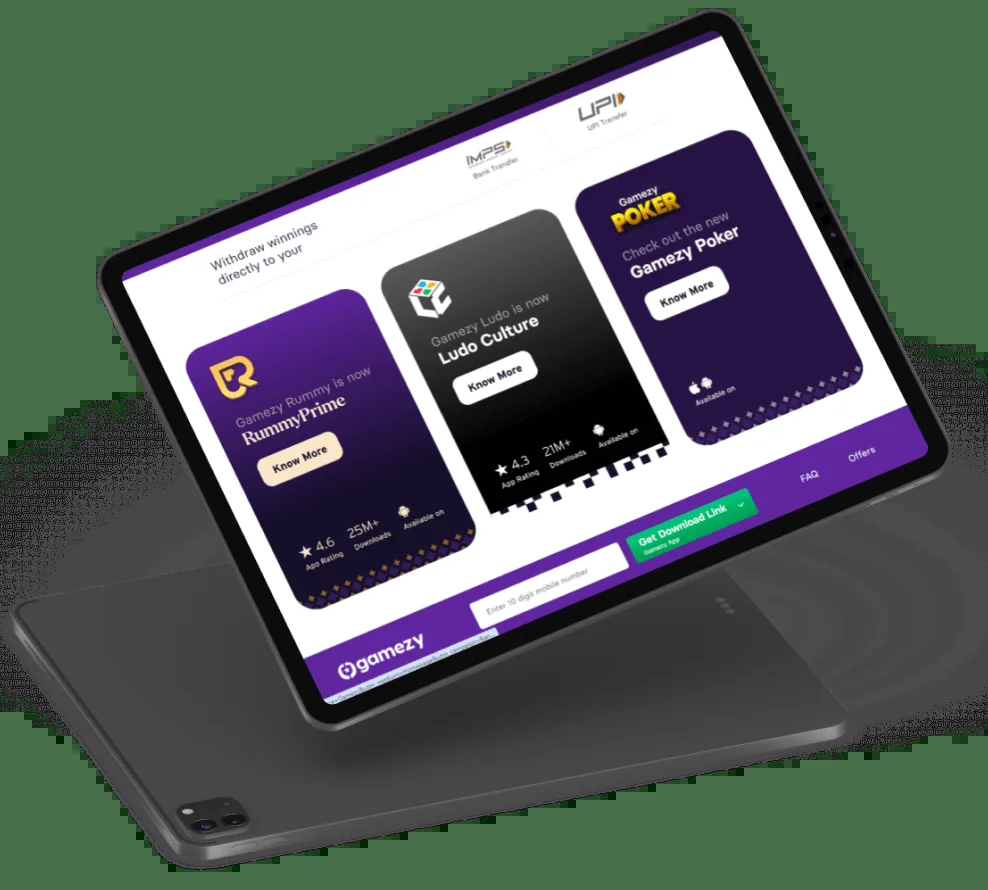 UPI
UPI Transfer
IMPS
Bank Transfer
Withdraw winnings
directly to your
Gamezy Rummy is now
RummyPrime
Know More
4.6
App Rating
25M+
Downloads
Available on
Gamezy Ludo is now
Ludo Culture
Know More
4.3
App Rating
21M+
Downloads
Available on
Gamezy
POKER
Check out the new
Gamezy Poker
Know More
Available on
gamezy
Enter 10 digit mobile number
Get Download Link
Gamezy App
FAQ
Offers